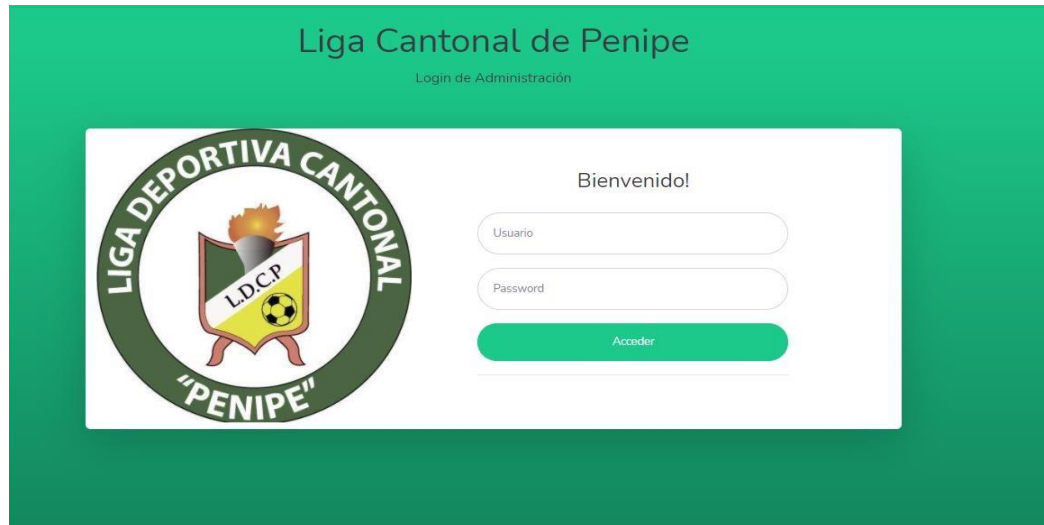 Liga Cantonal de Penipe
Login de Administración
LIGA DEPORTIVA CANTONAL
L.D.C.P
"PENIPE"
Bienvenido!
Usuario
Password
Acceder